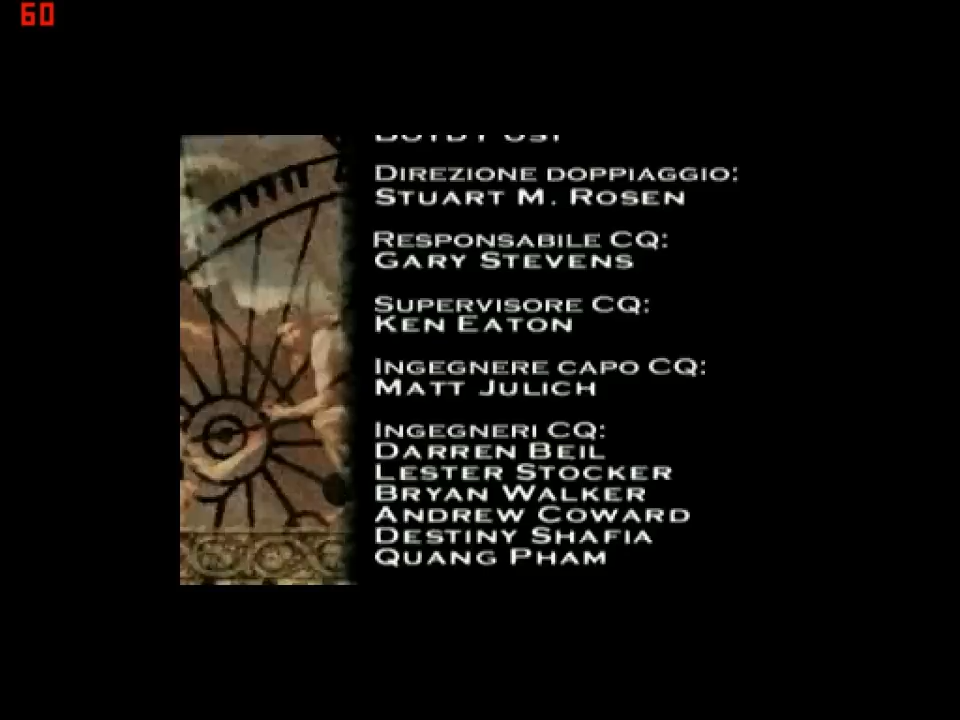 60
DIREZIONE DOPPIAGGIO:
STUART M. ROSEN
RESPONSABILE CQ:
GARY STEVENS
SUPERVISORE CQ:
KEN EATON
INGEGNERE CAPO CQ:
MATT JULICH
INGEGNERI CQ:
DARREN BEIL
LESTER STOCKER
BRYAN WALKER
ANDREW COWARD
DESTINY SHAFIA
QUANG PHAM